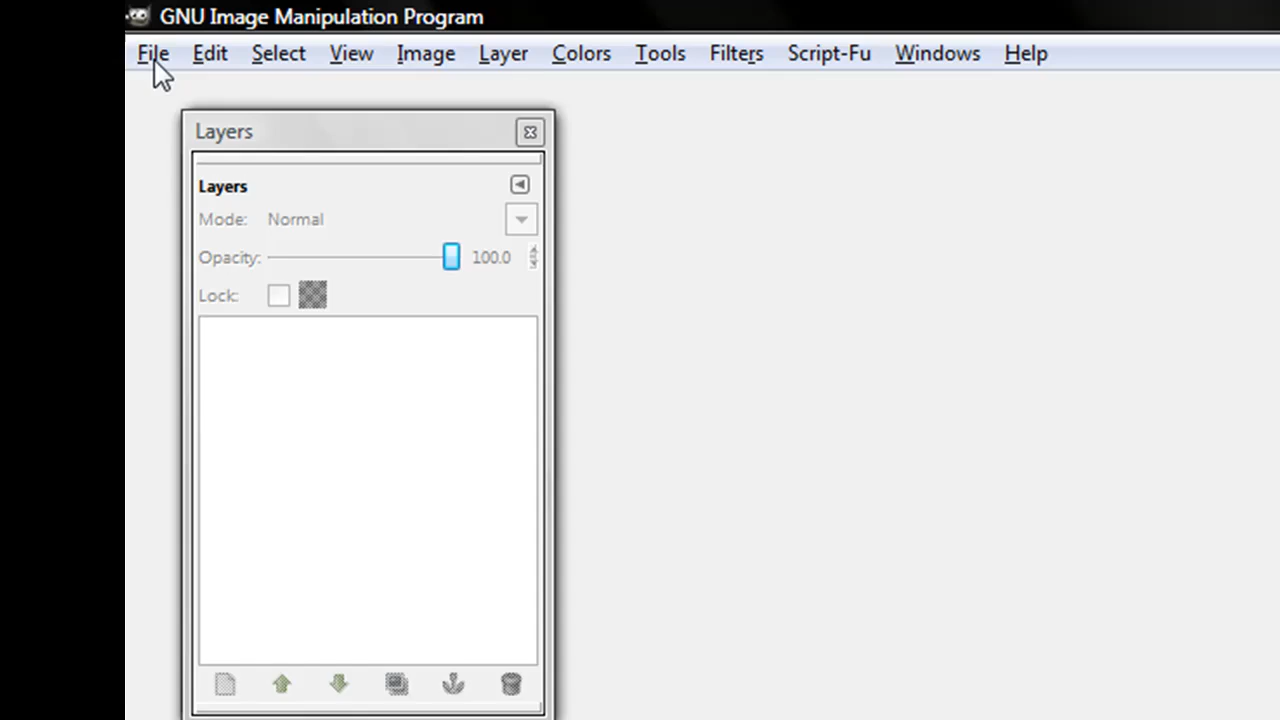 GNU Image Manipulation Program
File Edit Select View Image Layer Colors Tools Filters Script-Fu Windows Help
Layers
Layers
Mode: Normal
Opacity: 100.0
Lock: